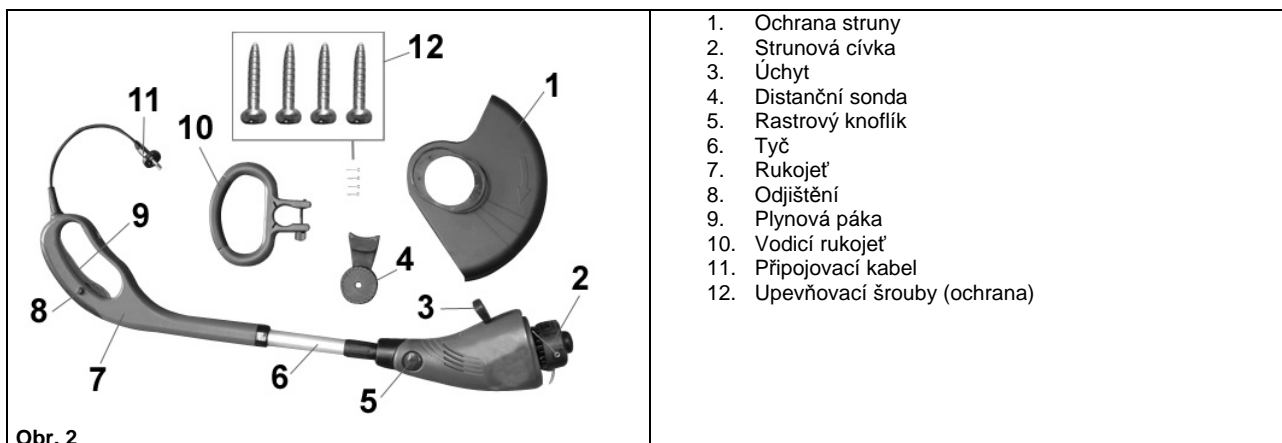 12
1
11
10
9
4
2
3
8
7
6
5
Obr. 2
1. Ochrana struny
2. Strunová cívka
3. Úchyt
4. Distanční sonda
5. Rastrový knoflík
6. Tyč
7. Rukojeť
8. Odjištění
9. Plynová páka
10. Vodicí rukojeť
11. Připojovací kabel
12. Upevňovací šrouby (ochrana)